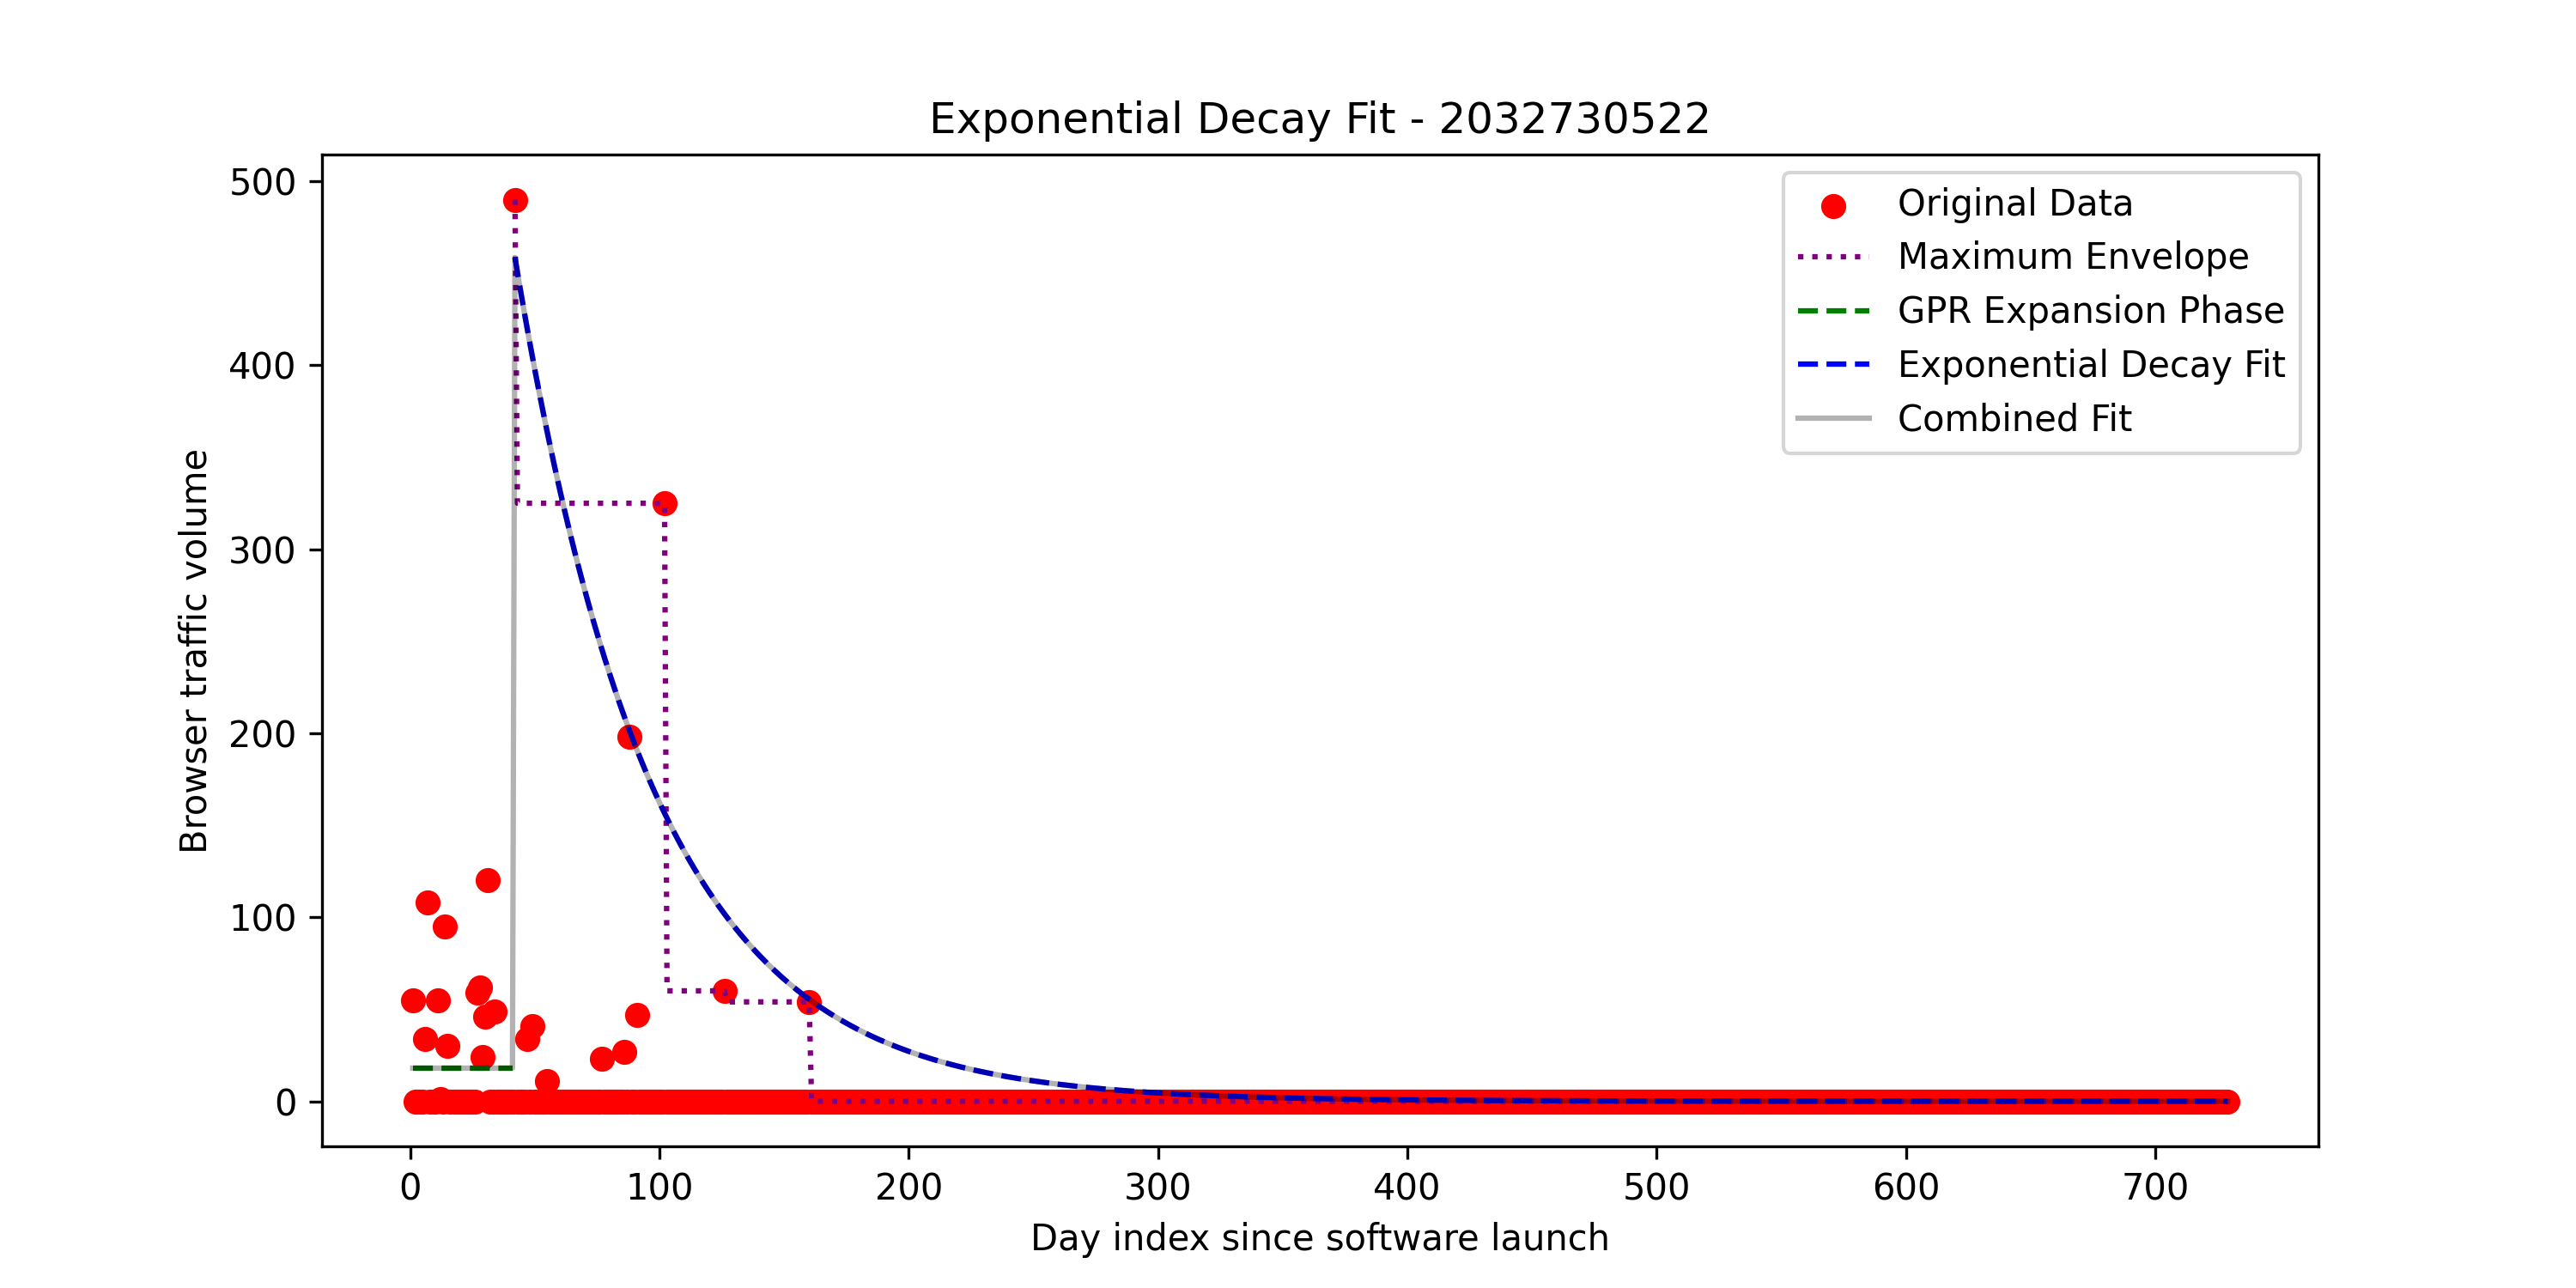 Exponential Decay Fit - 2032730522
Original Data
Maximum Envelope
GPR Expansion Phase
Exponential Decay Fit
Combined Fit
Browser traffic volume
500
400
300
200
100
0
0 100 200 300 400 500 600 700
Day index since software launch